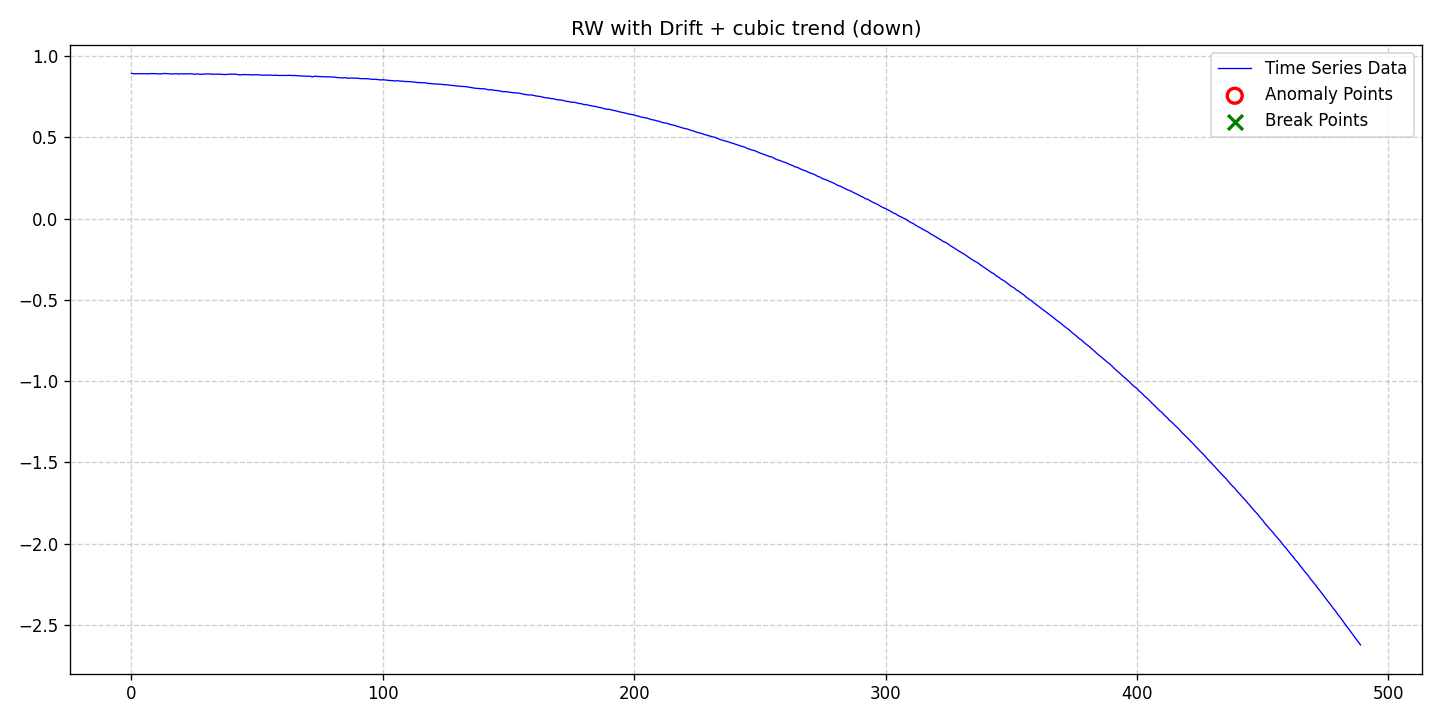 RW with Drift + cubic trend (down)
Time Series Data
Anomaly Points
Break Points
1.0
0.5
0.0
−0.5
−1.0
−1.5
−2.0
−2.5
0 100 200 300 400 500